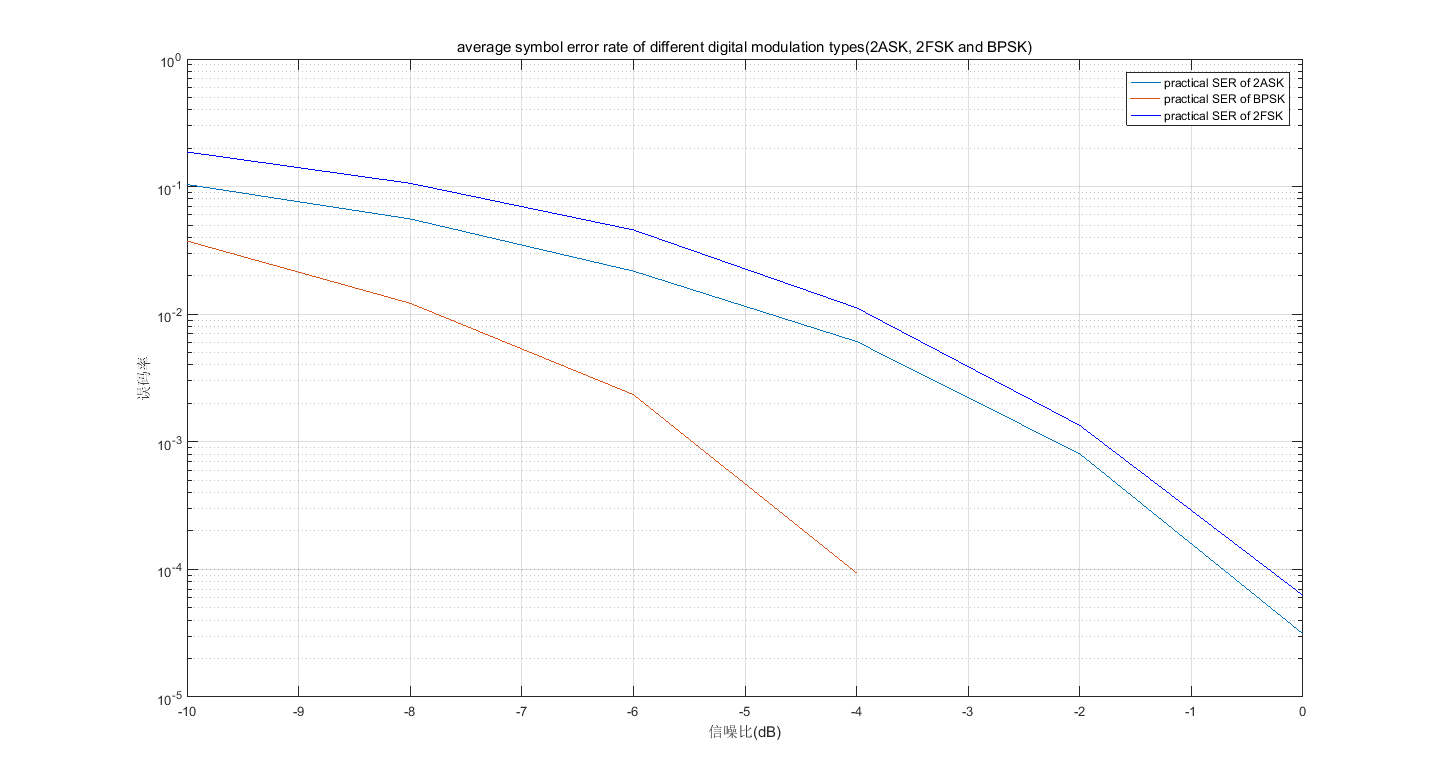 average symbol error rate of different digital modulation types(2ASK, 2FSK and BPSK)
practical SER of 2ASK
practical SER of BPSK
practical SER of 2FSK
10^0
10^-1
10^-2
10^-3
10^-4
10^-5
误码率
-10 -9 -8 -7 -6 -5 -4 -3 -2 -1 0
信噪比(dB)